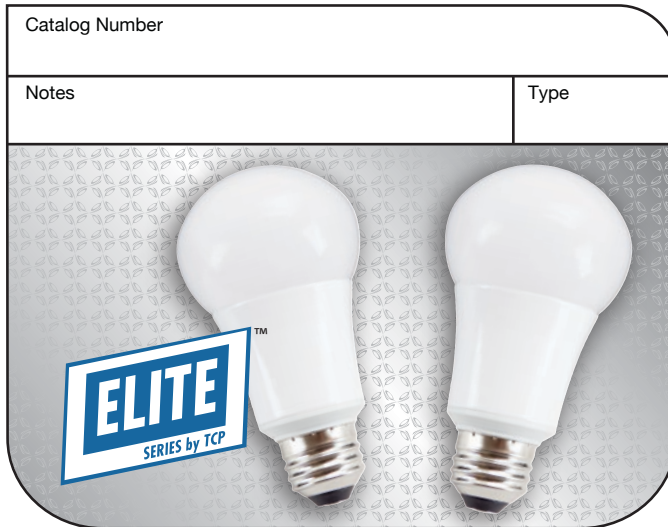 Catalog Number
Notes
Type
™
ELITE
SERIES by TCP